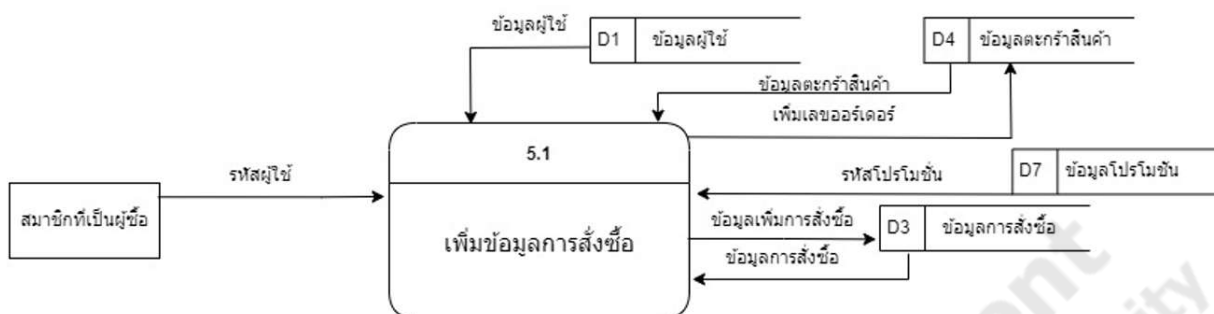 ข้อมูลผู้ใช้
D1 ข้อมูลผู้ใช้
D4 ข้อมูลตะกร้าสินค้า
ข้อมูลตะกร้าสินค้า
เพิ่มเลขออร์เดอร์
5.1
รหัสผู้ใช้
รหัสโปรโมชั่น
D7 ข้อมูลโปรโมชั่น
สมาชิกที่เป็นผู้ซื้อ
เพิ่มข้อมูลการสั่งซื้อ
ข้อมูลเพิ่มการสั่งซื้อ
D3 ข้อมูลการสั่งซื้อ
ข้อมูลการสั่งซื้อ